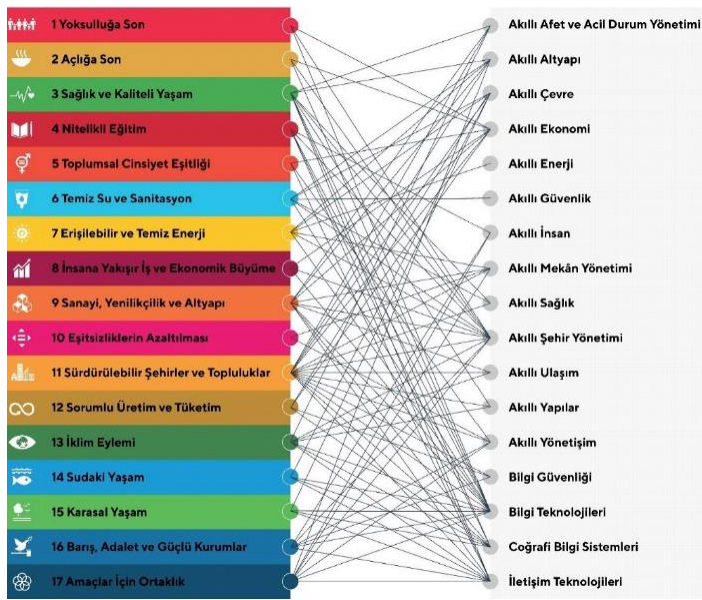 1 Yoksulluğa Son
2 Açlığa Son
3 Sağlık ve Kaliteli Yaşam
4 Nitelikli Eğitim
5 Toplumsal Cinsiyet Eşitliği
6 Temiz Su ve Sanitasyon
7 Erişilebilir ve Temiz Enerji
8 İnsana Yakışır İş ve Ekonomik Büyüme
9 Sanayi, Yenilikçilik ve Altyapı
10 Eşitsizliklerin Azaltılması
11 Sürdürülebilir Şehirler ve Topluluklar
12 Sorumlu Üretim ve Tüketim
13 İklim Eylemi
14 Sudaki Yaşam
15 Karasal Yaşam
16 Barış, Adalet ve Güçlü Kurumlar
17 Amaçlar İçin Ortaklık
Akıllı Afet ve Acil Durum Yönetimi
Akıllı Altyapı
Akıllı Çevre
Akıllı Ekonomi
Akıllı Enerji
Akıllı Güvenlik
Akıllı İnsan
Akıllı Mekân Yönetimi
Akıllı Sağlık
Akıllı Şehir Yönetimi
Akıllı Ulaşım
Akıllı Yapılar
Akıllı Yönetişim
Bilgi Güvenliği
Bilgi Teknolojileri
Coğrafi Bilgi Sistemleri
İletişim Teknolojileri